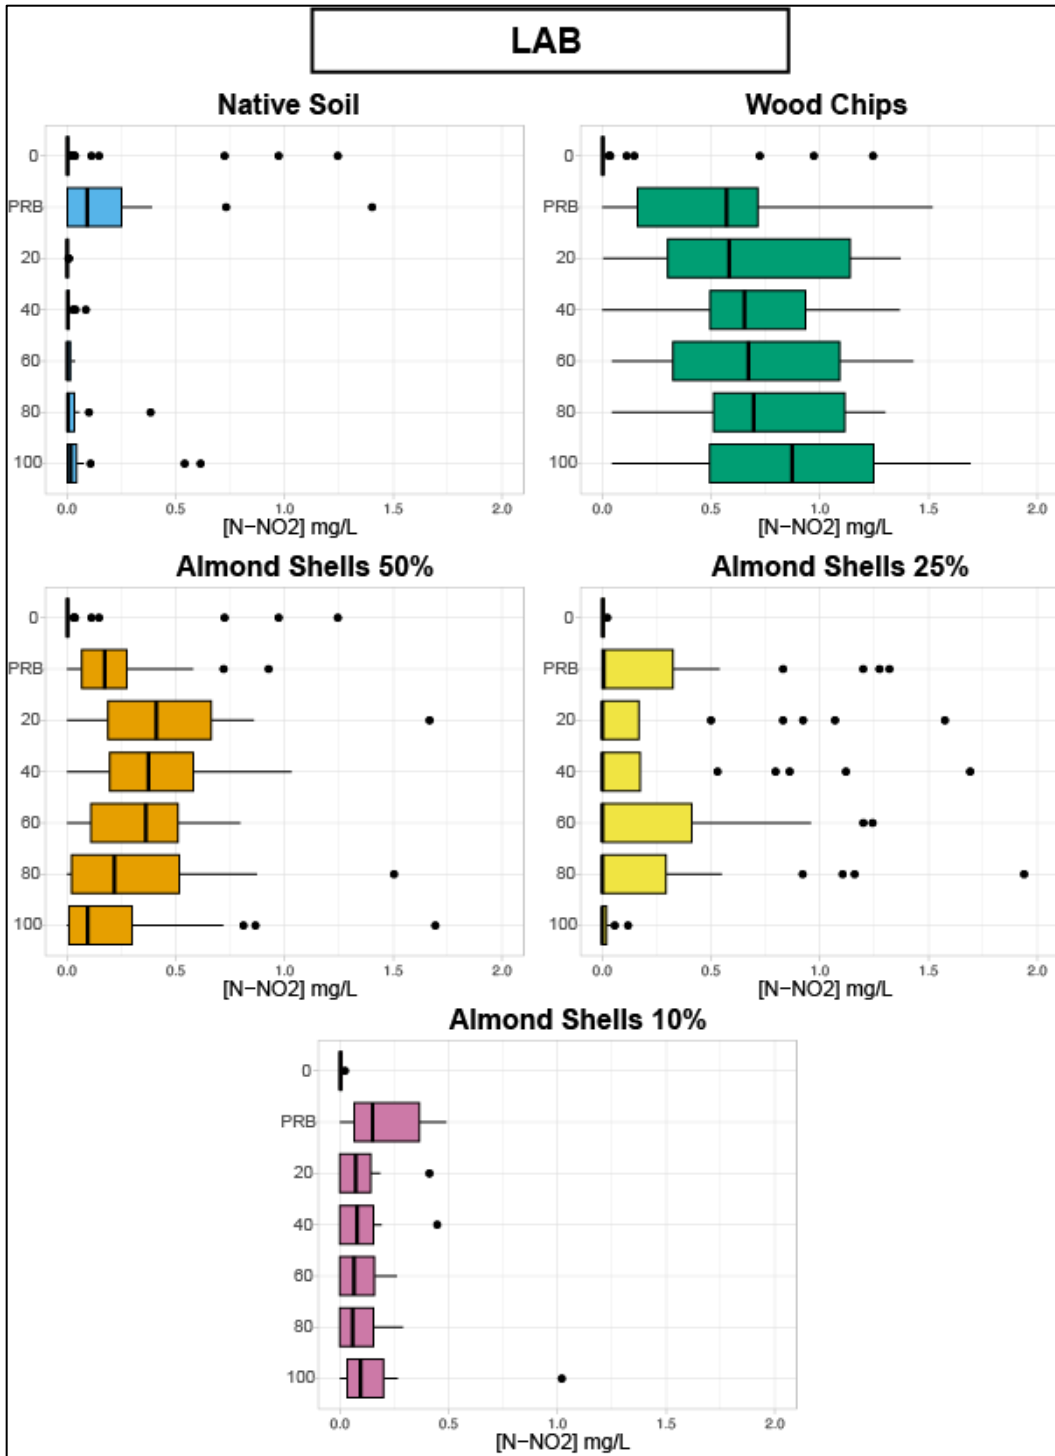 LAB
Native Soil
0
PRB
20
40
60
80
100
0.0 0.5 1.0 1.5 2.0
[N−NO2] mg/L
Wood Chips
0
PRB
20
40
60
80
100
0.0 0.5 1.0 1.5 2.0
[N−NO2] mg/L
Almond Shells 50%
0
PRB
20
40
60
80
100
0.0 0.5 1.0 1.5 2.0
[N−NO2] mg/L
Almond Shells 25%
0
PRB
20
40
60
80
100
0.0 0.5 1.0 1.5 2.0
[N−NO2] mg/L
Almond Shells 10%
0
PRB
20
40
60
80
100
0.0 0.5 1.0 1.5 2.0
[N−NO2] mg/L